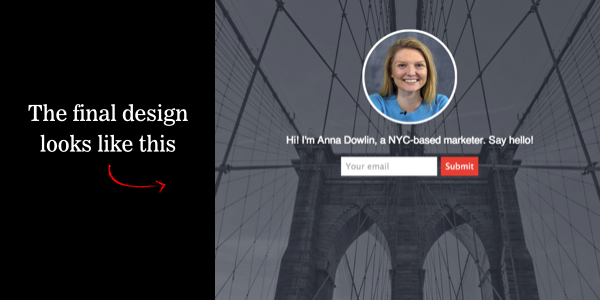 The final design
looks like this
Hi! I'm Anna Dowlin, a NYC-based marketer. Say hello!
Your email
Submit